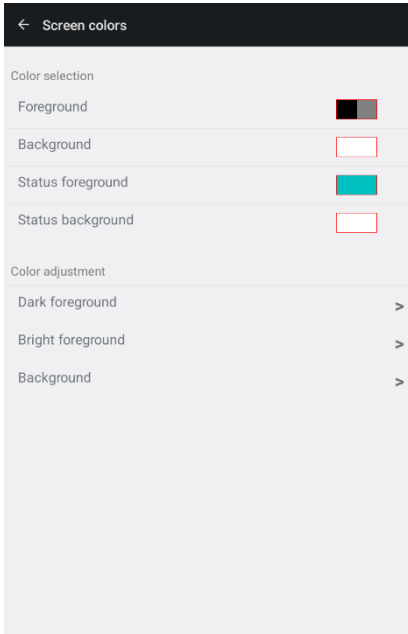 Screen colors
Color selection
Foreground
Background
Status foreground
Status background
Color adjustment
Dark foreground
>
Bright foreground
>
Background
>